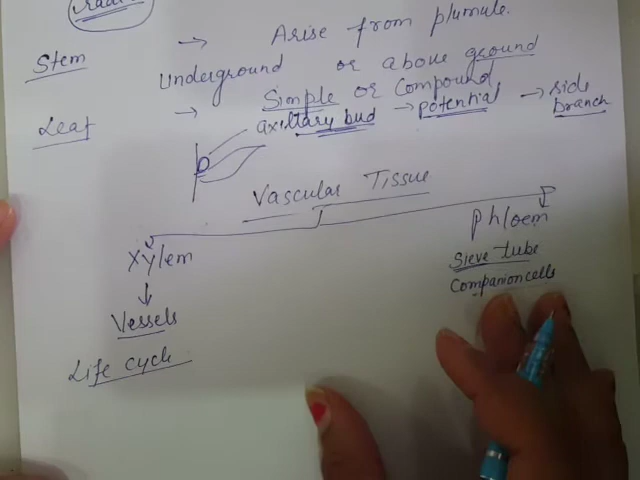 Stem → Arise from plumule.
Underground or above ground
Leaf → Simple or Compound
axillary bud → potential → side branch
Vascular Tissue
Xylem
Phloem
Sieve tube
Companion cells
Vessels
Life cycle